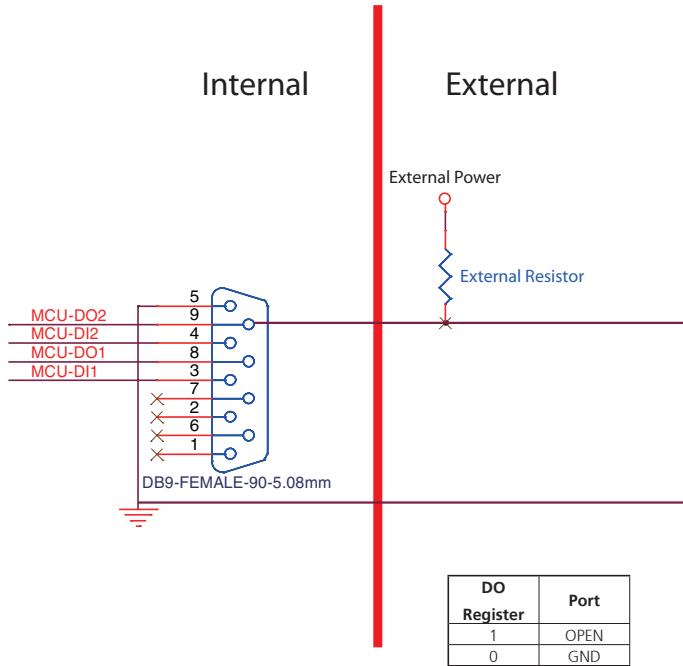 Internal
External
External Power
External Resistor
5
MCU-DO2
9
MCU-DI2
4
MCU-DO1
8
MCU-DI1
3
7
2
6
1
DB9-FEMALE-90-5.08mm
DO Register
Port
1
OPEN
0
GND